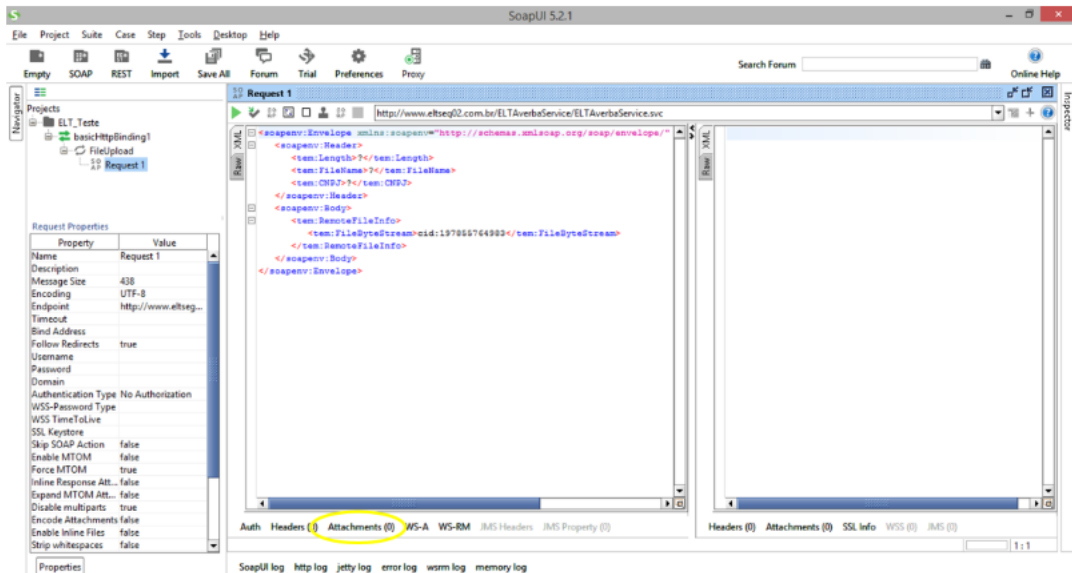 SoapUI 5.2.1
File Project Suite Case Step Tools Desktop Help
Empty SOAP REST Import Save All Forum Trial Preferences Proxy
Search Forum
Online Help
Navigator
Projects
ELT_Teste
basicHttpBinding1
FileUpload
SOAP Request 1
Request Properties
Property Value
Name Request 1
Description
Message Size 438
Encoding UTF-8
Endpoint http://www.eltseg...
Timeout
Bind Address
Follow Redirects true
Username
Password
Domain
Authentication Type No Authorization
WSS-Password Type
WSS TimeToLive
SSL Keystore
Skip SOAP Action false
Enable MTOM false
Force MTOM true
Inline Response Att... false
Expand MTOM Att... false
Disable multiparts true
Encode Attachments false
Enable Inline Files false
Strip whitespaces false
Properties
SOAP Request 1
http://www.eltseg02.com.br/ELTAverbaService/ELTAverbaService.svc
XML
Raw
<soapenv:Envelope xmlns:soapenv="http://schemas.xmlsoap.org/soap/envelope/"
<soapenv:Header>
<tem:Length>?</tem:Length>
<tem:FileName>?</tem:FileName>
<tem:CNPJ>?</tem:CNPJ>
</soapenv:Header>
<soapenv:Body>
<tem:RemoteFileInfo>
<tem:FileByteStream>cid:197855764983</tem:FileByteStream>
</tem:RemoteFileInfo>
</soapenv:Body>
</soapenv:Envelope>
XML
Raw
Inspector
Auth Headers Attachments (0) WS-A WS-RM JMS Headers JMS Property (0)
Headers (0) Attachments (0) SSL Info WSS (0) JMS (0)
1 : 1
SoapUI log http log jetty log error log wsrm log memory log